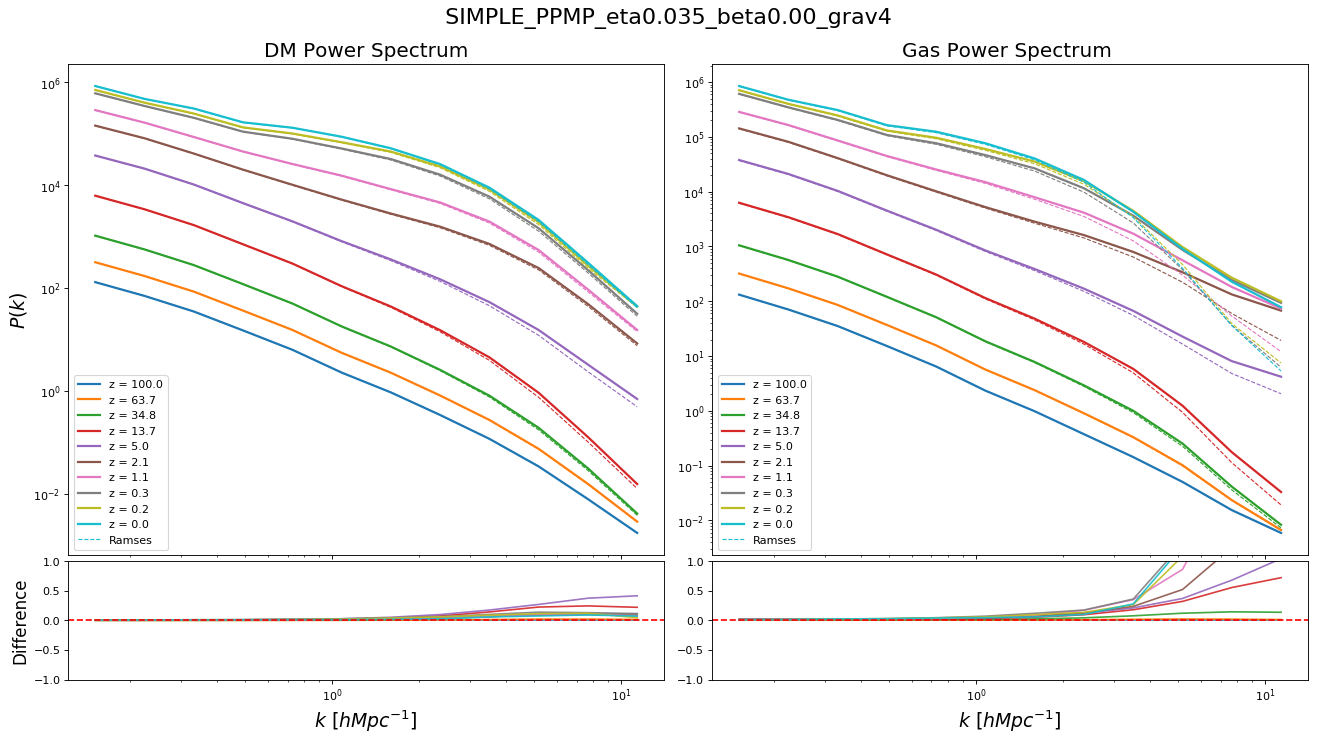 SIMPLE_PPMP_eta0.035_beta0.00_grav4
DM Power Spectrum
P(k)
10^6
10^4
10^2
10^0
10^-2
z = 100.0
z = 63.7
z = 34.8
z = 13.7
z = 5.0
z = 2.1
z = 1.1
z = 0.3
z = 0.2
z = 0.0
Ramses
Difference
1.0
0.5
0.0
−0.5
−1.0
10^0
10^1
k [hMpc^-1]
Gas Power Spectrum
10^6
10^5
10^4
10^3
10^2
10^1
10^0
10^-1
10^-2
z = 100.0
z = 63.7
z = 34.8
z = 13.7
z = 5.0
z = 2.1
z = 1.1
z = 0.3
z = 0.2
z = 0.0
Ramses
1.0
0.5
0.0
−0.5
−1.0
10^0
10^1
k [hMpc^-1]